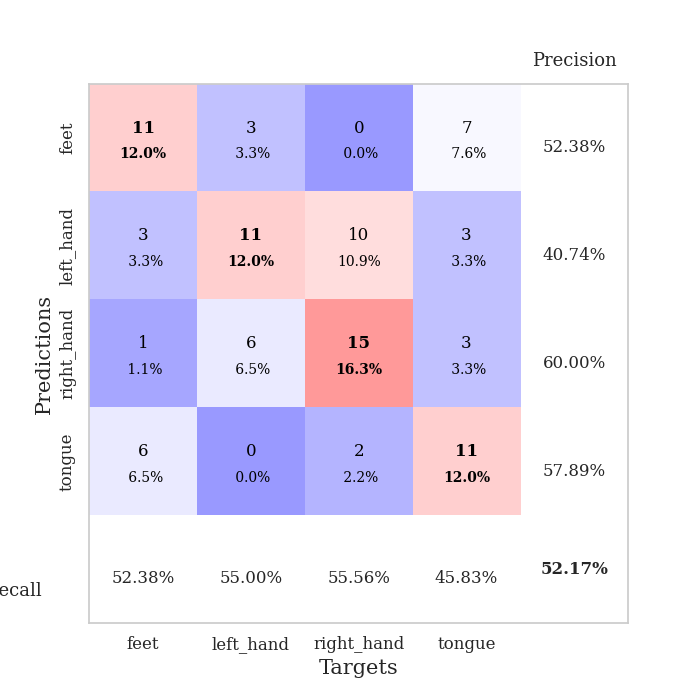 Precision
feet
11 3 0 7 52.38%
12.0% 3.3% 0.0% 7.6%
left_hand
3 11 10 3 40.74%
3.3% 12.0% 10.9% 3.3%
Predictions
right_hand
1 6 15 3 60.00%
1.1% 6.5% 16.3% 3.3%
tongue
6 0 2 11 57.89%
6.5% 0.0% 2.2% 12.0%
ecall 52.38% 55.00% 55.56% 45.83% 52.17%
feet left_hand right_hand tongue
Targets